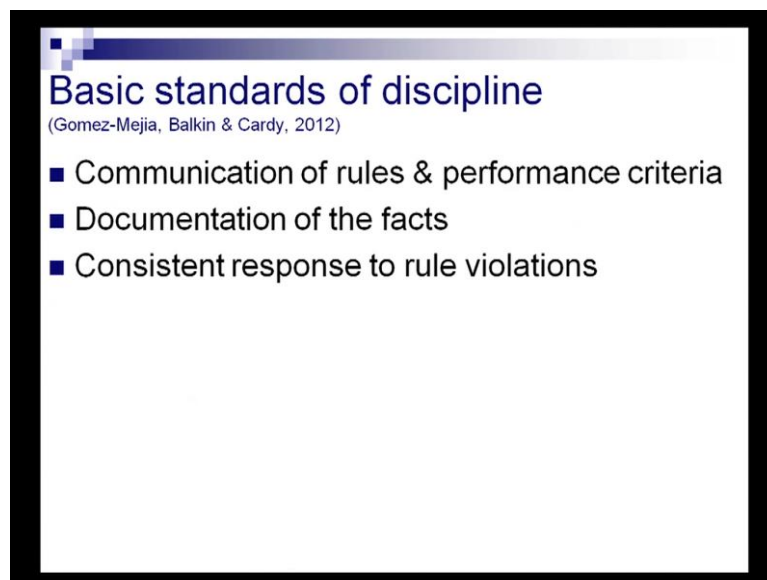 Basic standards of discipline
(Gomez-Mejia, Balkin & Cardy, 2012)
Communication of rules & performance criteria
Documentation of the facts
Consistent response to rule violations